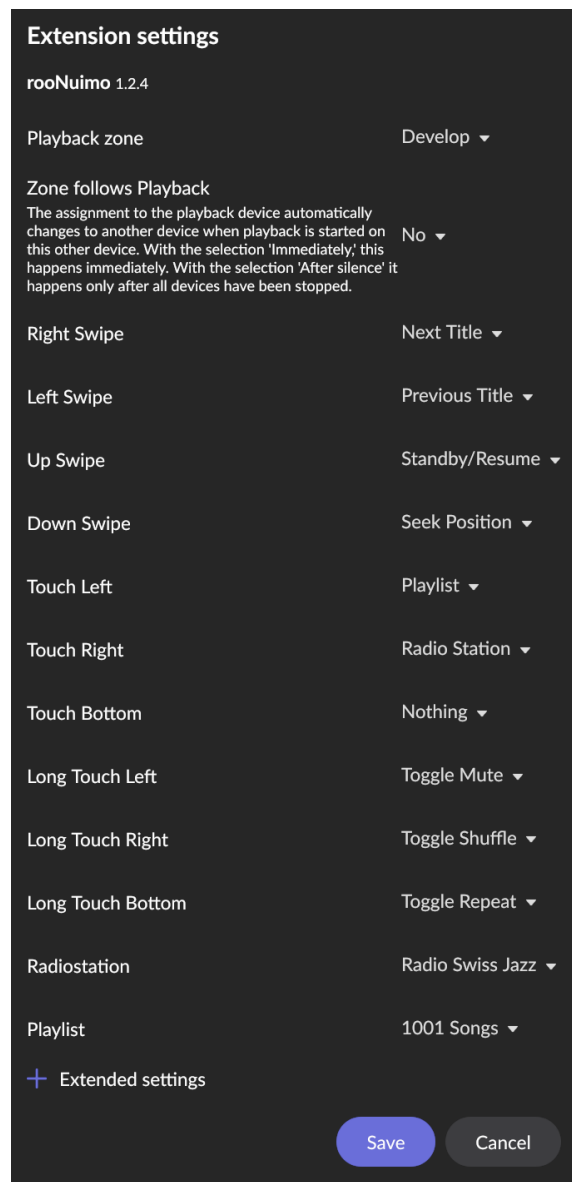 Extension settings
rooNuimo 1.2.4
Playback zone Develop
Zone follows Playback
The assignment to the playback device automatically
changes to another device when playback is started on
this other device. With the selection 'Immediately,' this
happens immediately. With the selection 'After silence' it
happens only after all devices have been stopped.
No
Right Swipe Next Title
Left Swipe Previous Title
Up Swipe Standby/Resume
Down Swipe Seek Position
Touch Left Playlist
Touch Right Radio Station
Touch Bottom Nothing
Long Touch Left Toggle Mute
Long Touch Right Toggle Shuffle
Long Touch Bottom Toggle Repeat
Radiostation Radio Swiss Jazz
Playlist 1001 Songs
+ Extended settings
Save Cancel